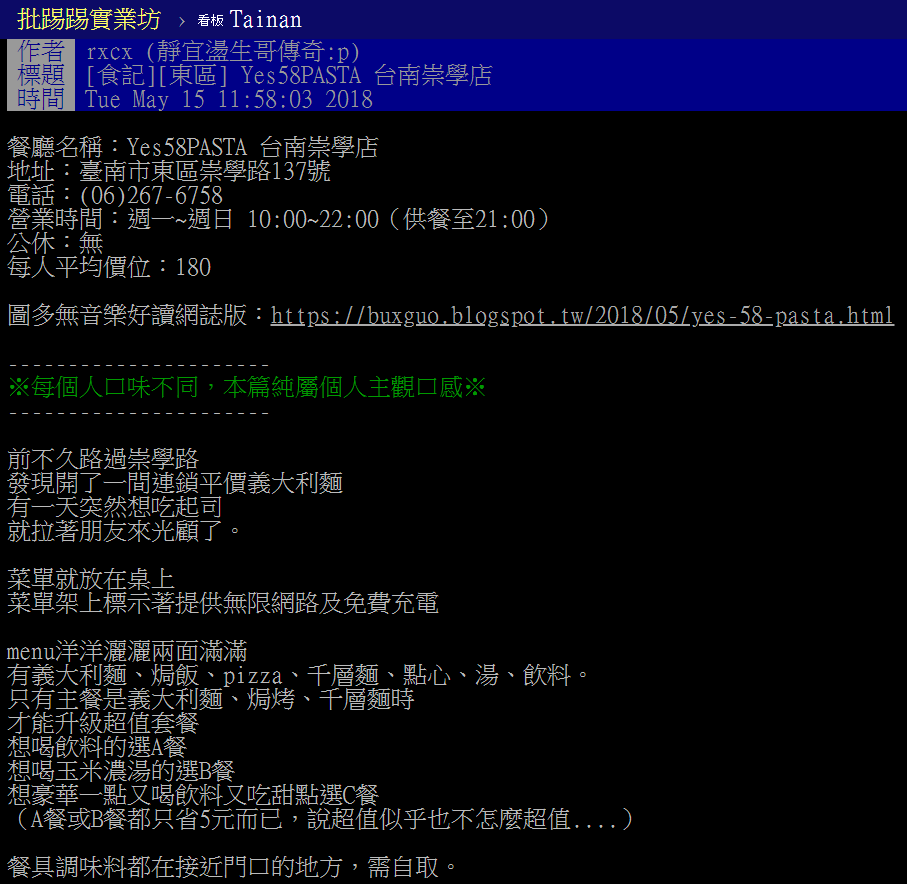 批踢踢實業坊 › 看板 Tainan
作者 rxcx (靜宜盪生哥傳奇:p)
標題 [食記][東區] Yes58PASTA 台南崇學店
時間 Tue May 15 11:58:03 2018
餐廳名稱：Yes58PASTA 台南崇學店
地址：臺南市東區崇學路137號
電話：(06)267-6758
營業時間：週一~週日 10:00~22:00（供餐至21:00）
公休：無
每人平均價位：180
圖多無音樂好讀網誌版：https://buxguo.blogspot.tw/2018/05/yes-58-pasta.html
----------------------
※每個人口味不同，本篇純屬個人主觀口感※
----------------------
前不久路過崇學路
發現開了一間連鎖平價義大利麵
有一天突然想吃起司
就拉著朋友來光顧了。
菜單就放在桌上
菜單架上標示著提供無限網路及免費充電
menu洋洋灑灑兩面滿滿
有義大利麵、焗飯、pizza、千層麵、點心、湯、飲料。
只有主餐是義大利麵、焗烤、千層麵時
才能升級超值套餐
想喝飲料的選A餐
想喝玉米濃湯的選B餐
想豪華一點又喝飲料又吃甜點選C餐
（A餐或B餐都只省5元而已，說超值似乎也不怎麼超值....）
餐具調味料都在接近門口的地方，需自取。